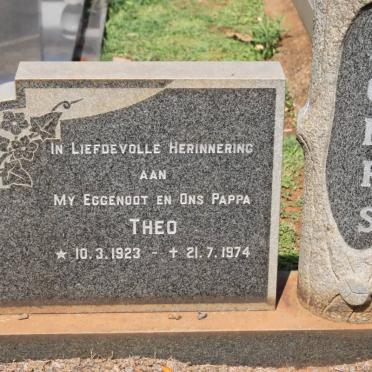 In Liefdevolle Herinnering
aan
My Eggenoot en Ons Pappa
Theo
★ 10.3.1923 - ✝ 21.7.1974